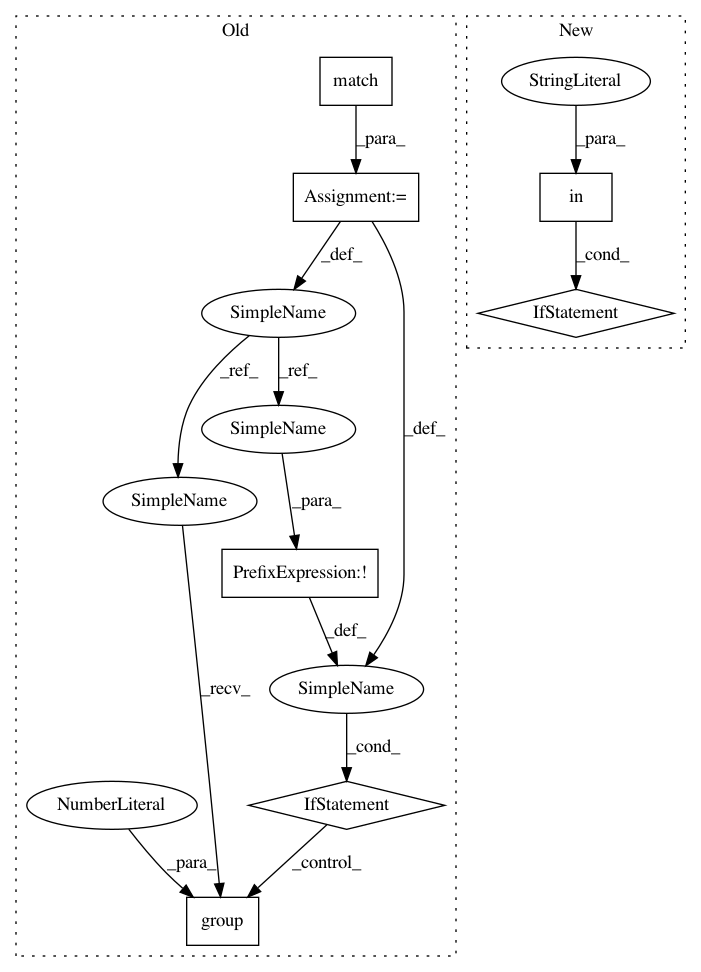 Old
New
match
StringLiteral
_para_
_para_
Assignment:=
in
_def_
_cond_
SimpleName
IfStatement
_ref_
_ref_
SimpleName
_def_
SimpleName
_para_
PrefixExpression:!
_def_
_recv_
SimpleName
_cond_
NumberLiteral
IfStatement
_para_
_control_
group